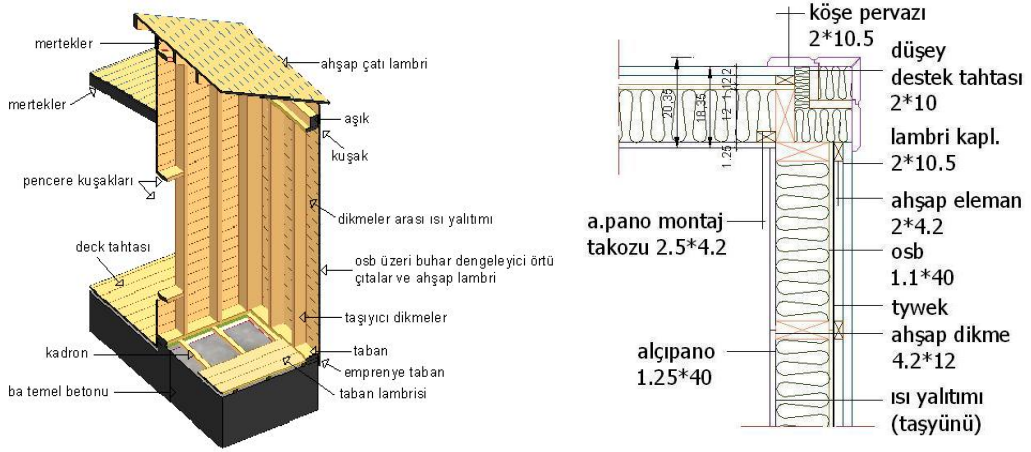 mertekler
ahşap çatı lambri
mertekler
aşık
kuşak
pencere kuşakları
dikmeler arası ısı yalıtımı
deck tahtası
osb üzeri buhar dengeleyici örtü
çıtalar ve ahşap lambri
taşıyıcı dikmeler
kadron
taban
emprenye taban
ba temel betonu
taban lambrisi
köşe pervazı
2*10.5
düşey
destek tahtası
2*10
lambri kapl.
2*10.5
ahşap eleman
2*4.2
a.pano montaj
takozu 2.5*4.2
osb
1.1*40
tywek
ahşap dikme
4.2*12
alçıpano
1.25*40
ısı yalıtımı
(taşyünü)
20,35
18,35
1.25
12